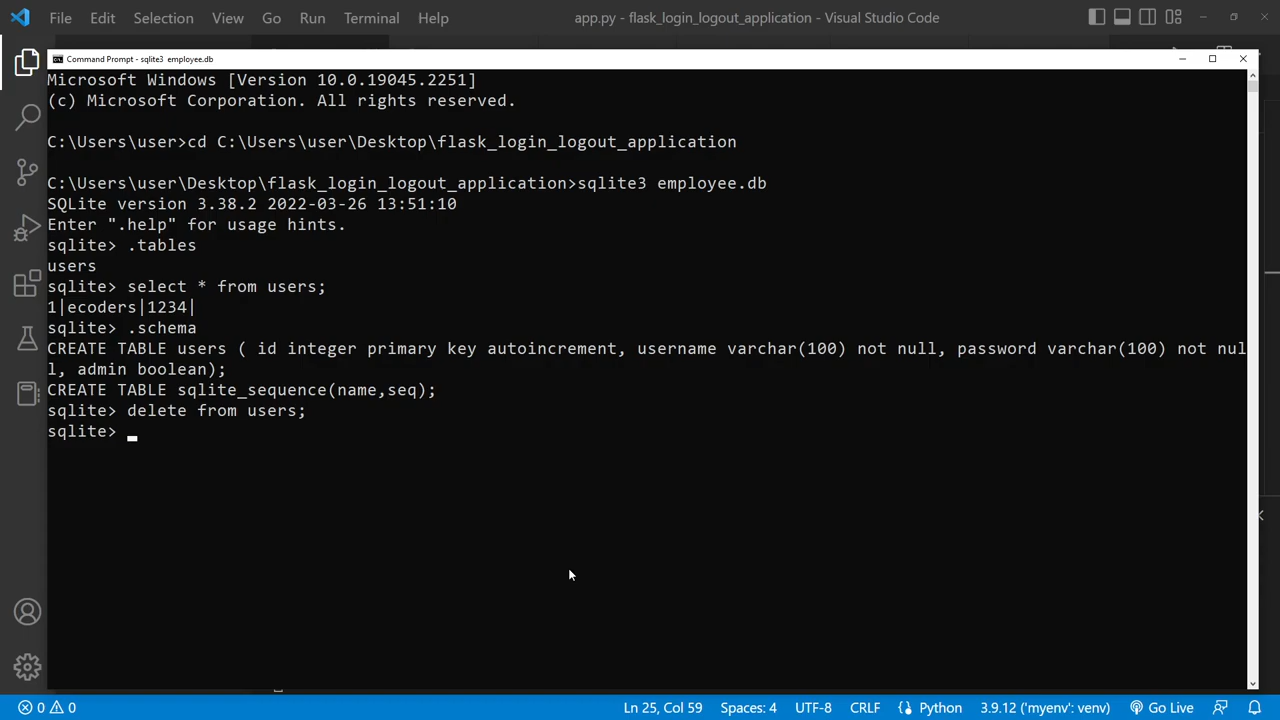 File Edit Selection View Go Run Terminal Help app.py - flask_login_logout_application - Visual Studio Code
Command Prompt - sqlite3 employee.db
Microsoft Windows [Version 10.0.19045.2251]
(c) Microsoft Corporation. All rights reserved.
C:\Users\user>cd C:\Users\user\Desktop\flask_login_logout_application
C:\Users\user\Desktop\flask_login_logout_application>sqlite3 employee.db
SQLite version 3.38.2 2022-03-26 13:51:10
Enter ".help" for usage hints.
sqlite> .tables
users
sqlite> select * from users;
1|ecoders|1234|
sqlite> .schema
CREATE TABLE users ( id integer primary key autoincrement, username varchar(100) not null, password varchar(100) not nul
l, admin boolean);
CREATE TABLE sqlite_sequence(name,seq);
sqlite> delete from users;
sqlite>
0 0 Ln 25, Col 59 Spaces: 4 UTF-8 CRLF Python 3.9.12 ('myenv': venv) Go Live